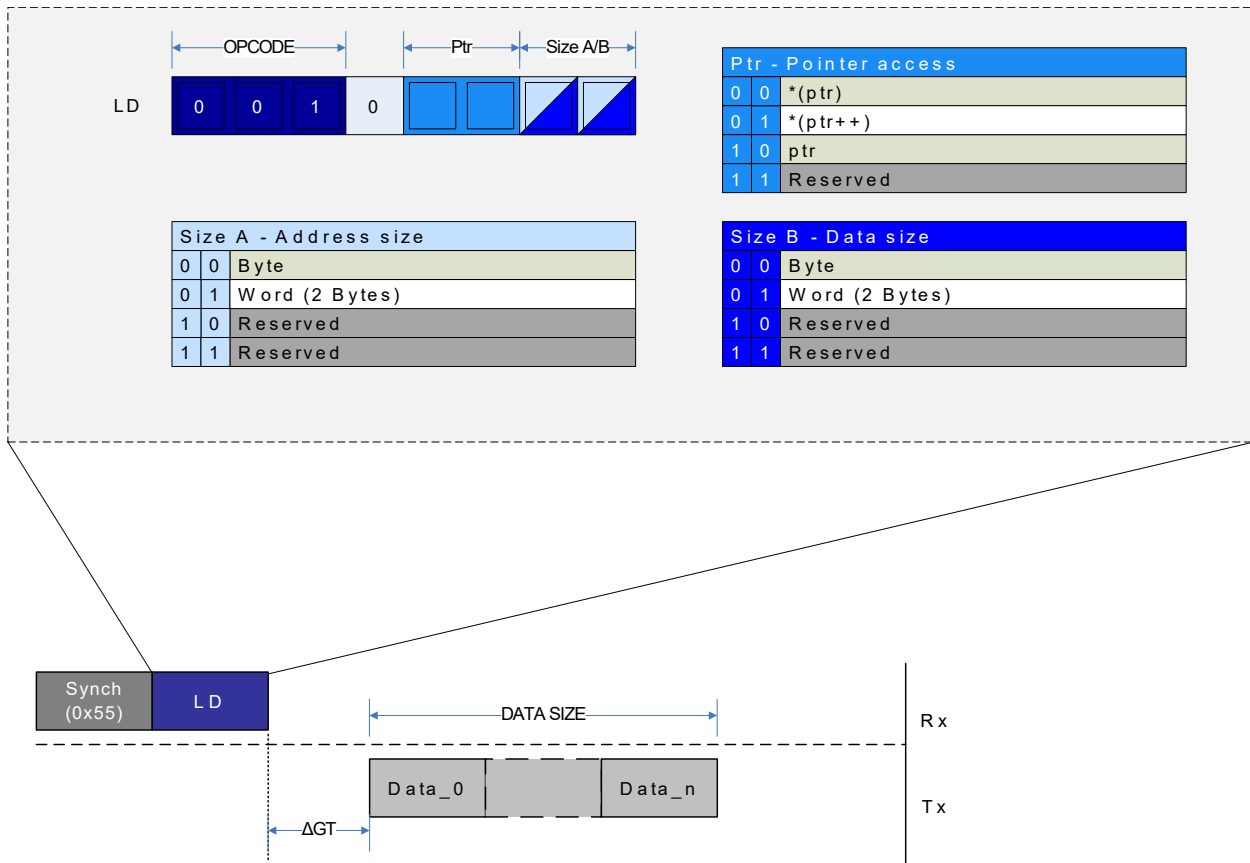 OPCODE Ptr Size A/B
LD 0 0 1 0
Ptr - Pointer access
0 0 *(ptr)
0 1 *(ptr++)
1 0 ptr
1 1 Reserved
Size A - Address size
0 0 Byte
0 1 Word (2 Bytes)
1 0 Reserved
1 1 Reserved
Size B - Data size
0 0 Byte
0 1 Word (2 Bytes)
1 0 Reserved
1 1 Reserved
Synch
(0x55)
LD
DATA SIZE
Rx
Data_0
Data_n
Tx
ΔGT